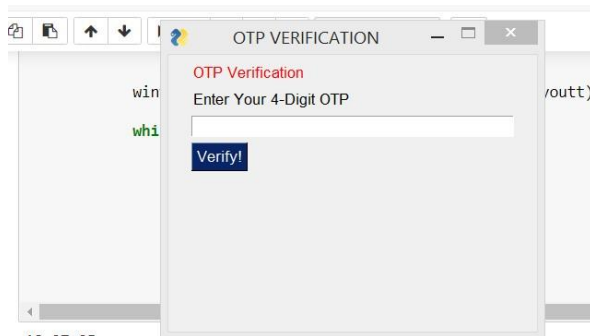 OTP VERIFICATION
OTP Verification
win
Enter Your 4-Digit OTP
youtt)
whi
Verify!